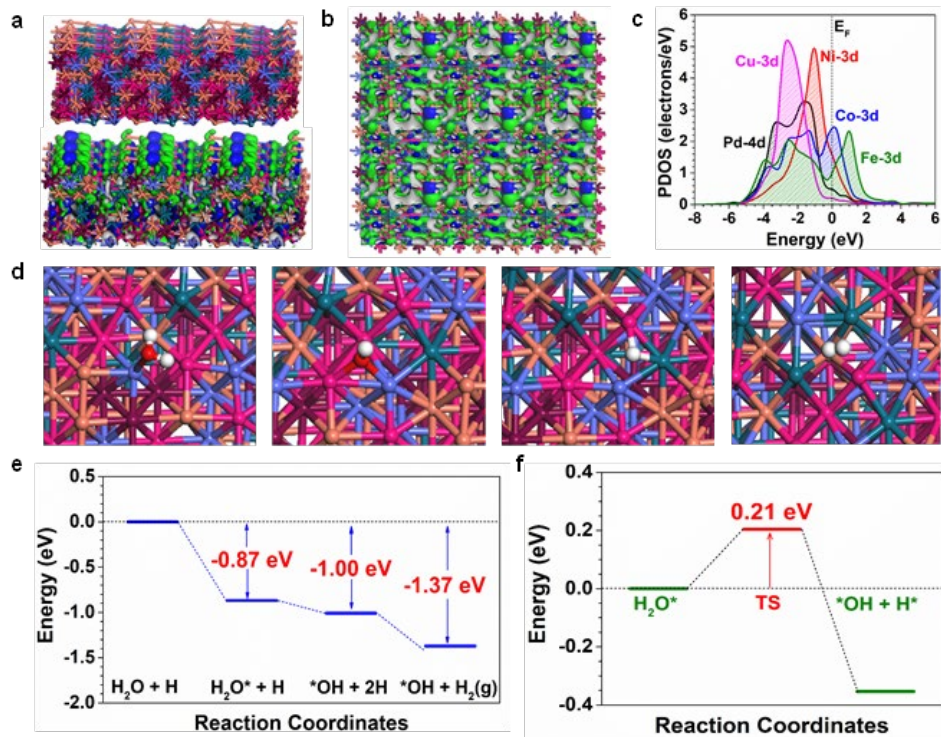 a
b
c
PDOS (electrons/eV)
6
5
4
3
2
1
0
E_F
Cu-3d
Ni-3d
Co-3d
Pd-4d
Fe-3d
-8 -6 -4 -2 0 2 4 6
Energy (eV)
d
e
Energy (eV)
0.5
0.0
-0.5
-1.0
-1.5
-2.0
-0.87 eV
-1.00 eV
-1.37 eV
H₂O + H H₂O* + H *OH + 2H *OH + H₂(g)
Reaction Coordinates
f
Energy (eV)
0.4
0.2
0.0
-0.2
-0.4
0.21 eV
H₂O* TS *OH + H*
Reaction Coordinates